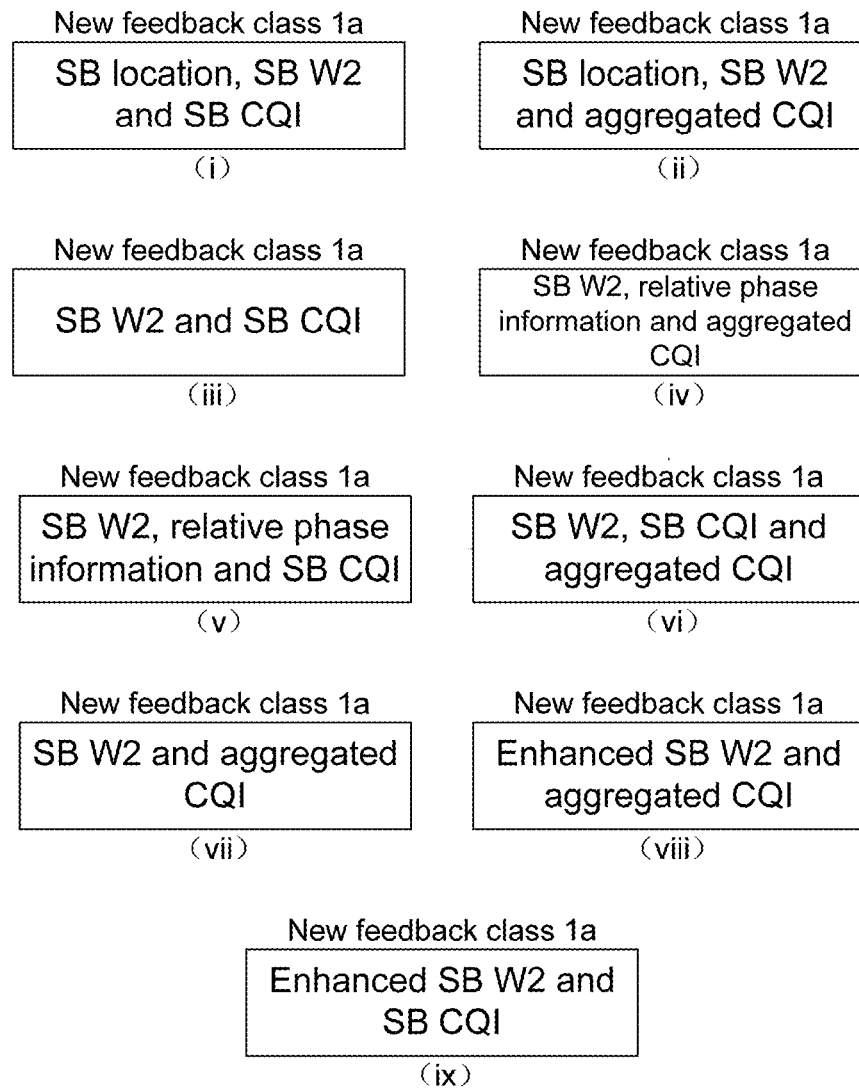 New feedback class 1a
SB location, SB W2
and SB CQI
（i）
New feedback class 1a
SB location, SB W2
and aggregated CQI
（ii）
New feedback class 1a
SB W2 and SB CQI
（iii）
New feedback class 1a
SB W2, relative phase
information and aggregated
CQI
（iv）
New feedback class 1a
SB W2, relative phase
information and SB CQI
（v）
New feedback class 1a
SB W2, SB CQI and
aggregated CQI
（vi）
New feedback class 1a
SB W2 and aggregated
CQI
（vii）
New feedback class 1a
Enhanced SB W2 and
aggregated CQI
（viii）
New feedback class 1a
Enhanced SB W2 and
SB CQI
（ix）